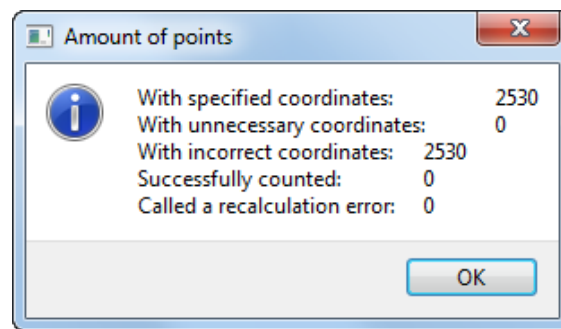 Amount of points
With specified coordinates: 2530
With unnecessary coordinates: 0
With incorrect coordinates: 2530
Successfully counted: 0
Called a recalculation error: 0
OK